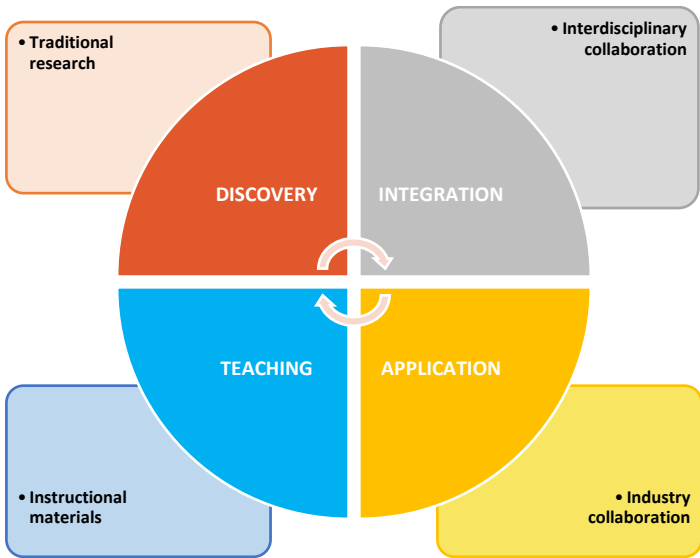 • Traditional
research
• Interdisciplinary
collaboration
DISCOVERY
INTEGRATION
TEACHING
APPLICATION
• Instructional
materials
• Industry
collaboration